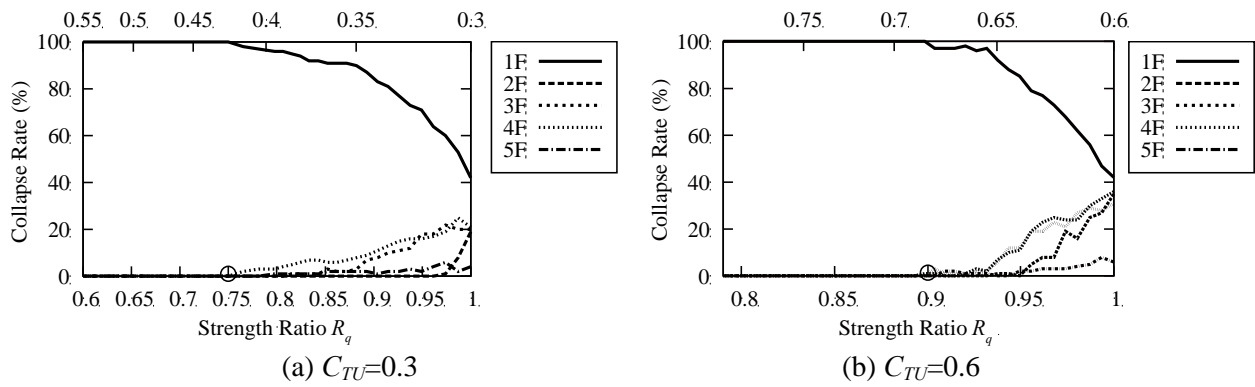 0.55 0.5 0.45 0.4 0.35 0.3
100
80
60
40
20
0
Collapse Rate (%)
0.6 0.65 0.7 0.75 0.8 0.85 0.9 0.95 1
Strength Ratio R_q
1F
2F
3F
4F
5F
(a) C_TU=0.3
0.75 0.7 0.65 0.6
100
80
60
40
20
0
Collapse Rate (%)
0.8 0.9 0.95 1
Strength Ratio R_q
1F
2F
3F
4F
5F
(b) C_TU=0.6